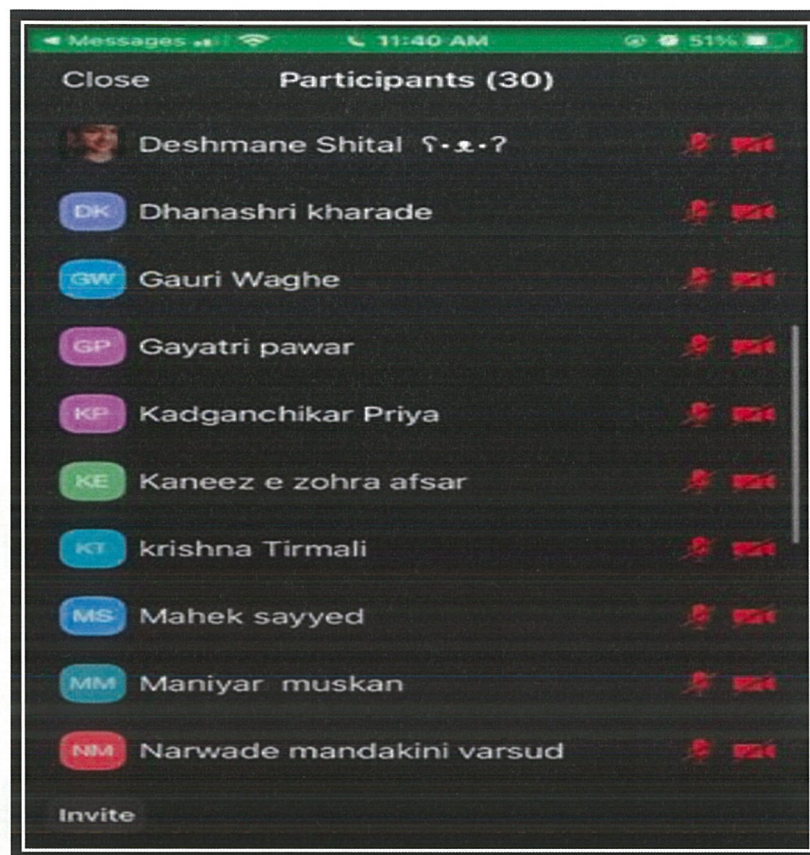 Messages 11:40 AM 51%
Close Participants (30)
Deshmane Shital ʕ·ᴥ·?
DK Dhanashri kharade
GW Gauri Waghe
GP Gayatri pawar
KP Kadganchikar Priya
KE Kaneez e zohra afsar
KT krishna Tirmali
MS Mahek sayyed
MM Maniyar muskan
NM Narwade mandakini varsud
Invite